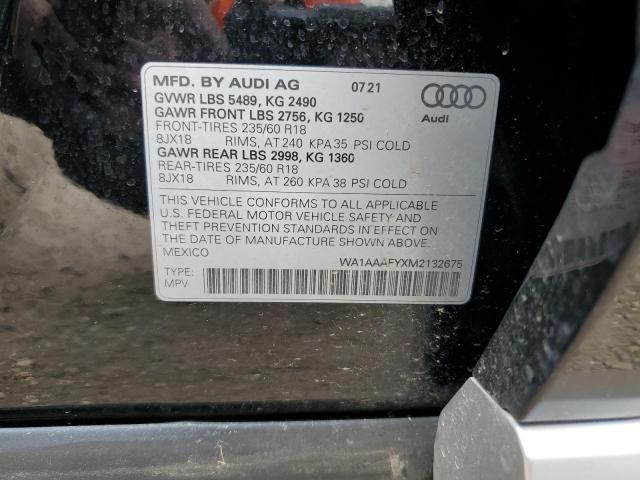 MFD. BY AUDI AG 07 21
GVWR LBS 5489, KG 2490
GAWR FRONT LBS 2756, KG 1250
FRONT-TIRES 235/60 R18
8JX18 RIMS, AT 240 KPA 35 PSI COLD
GAWR REAR LBS 2998, KG 1360
REAR-TIRES 235/60 R18
8JX18 RIMS, AT 260 KPA 38 PSI COLD
Audi
THIS VEHICLE CONFORMS TO ALL APPLICABLE
U.S. FEDERAL MOTOR VEHICLE SAFETY AND
THEFT PREVENTION STANDARDS IN EFFECT ON
THE DATE OF MANUFACTURE SHOWN ABOVE.
MEXICO WA1AAAFYXM2132675
TYPE:
MPV